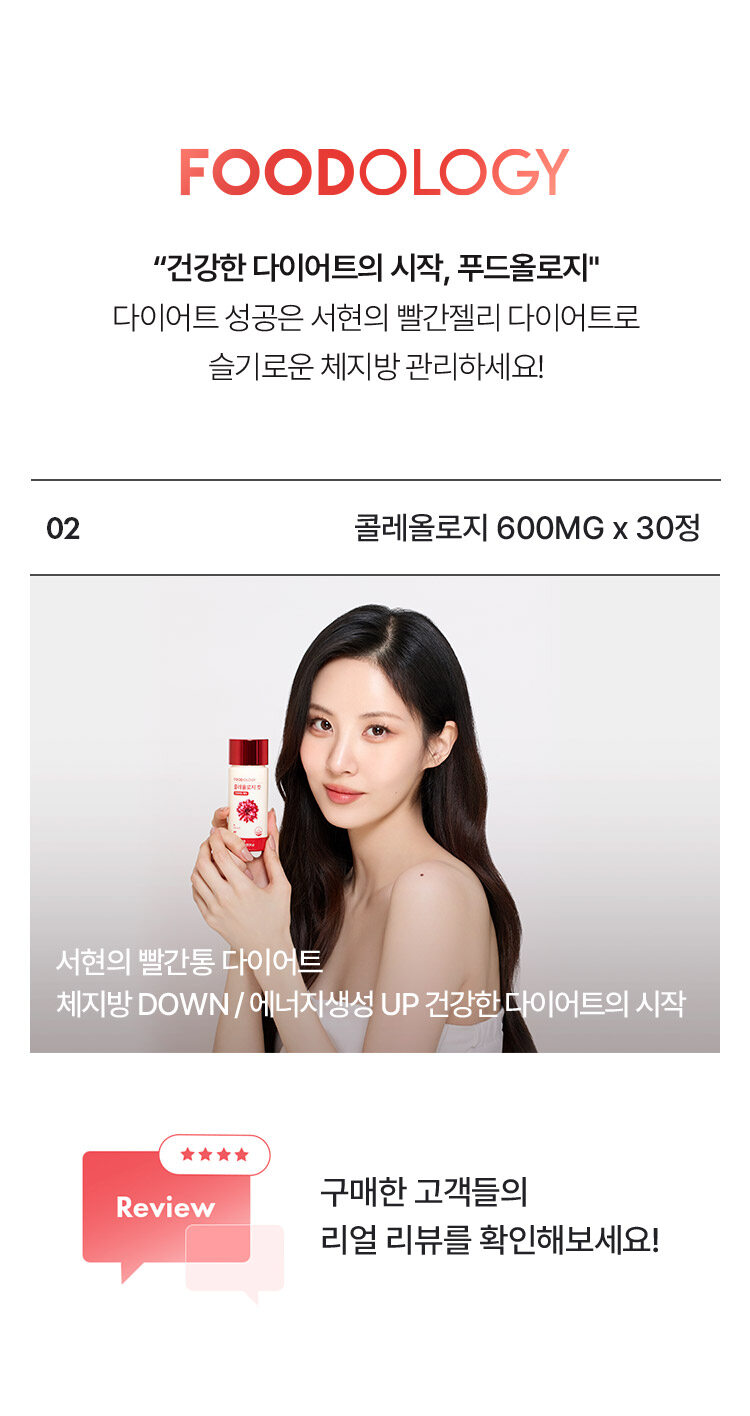 FOODOLOGY
“건강한 다이어트의 시작, 푸드올로지"
다이어트 성공은 서현의 빨간젤리 다이어트로
슬기로운 체지방 관리하세요!
02
콜레올로지 600MG x 30정
FOODOLOGY
콜레올로지 컷
서현의 빨간통 다이어트
체지방 DOWN / 에너지생성 UP 건강한 다이어트의 시작
Review
구매한 고객들의
리얼 리뷰를 확인해보세요!